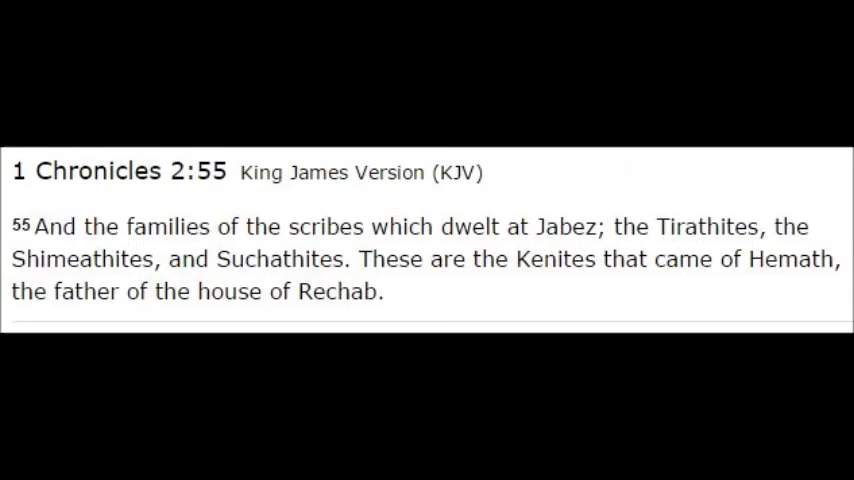 1 Chronicles 2:55 King James Version (KJV)
55 And the families of the scribes which dwelt at Jabez; the Tirathites, the
Shimeathites, and Suchathites. These are the Kenites that came of Hemath,
the father of the house of Rechab.